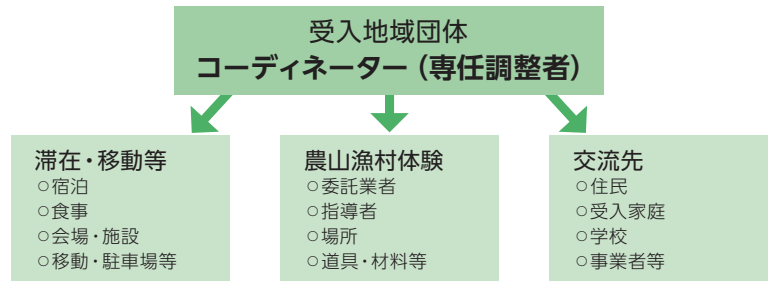 受入地域団体
コーディネーター（専任調整者）
滞在・移動等
○宿泊
○食事
○会場・施設
○移動・駐車場等
農山漁村体験
○委託業者
○指導者
○場所
○道具・材料等
交流先
○住民
○受入家庭
○学校
○事業者等